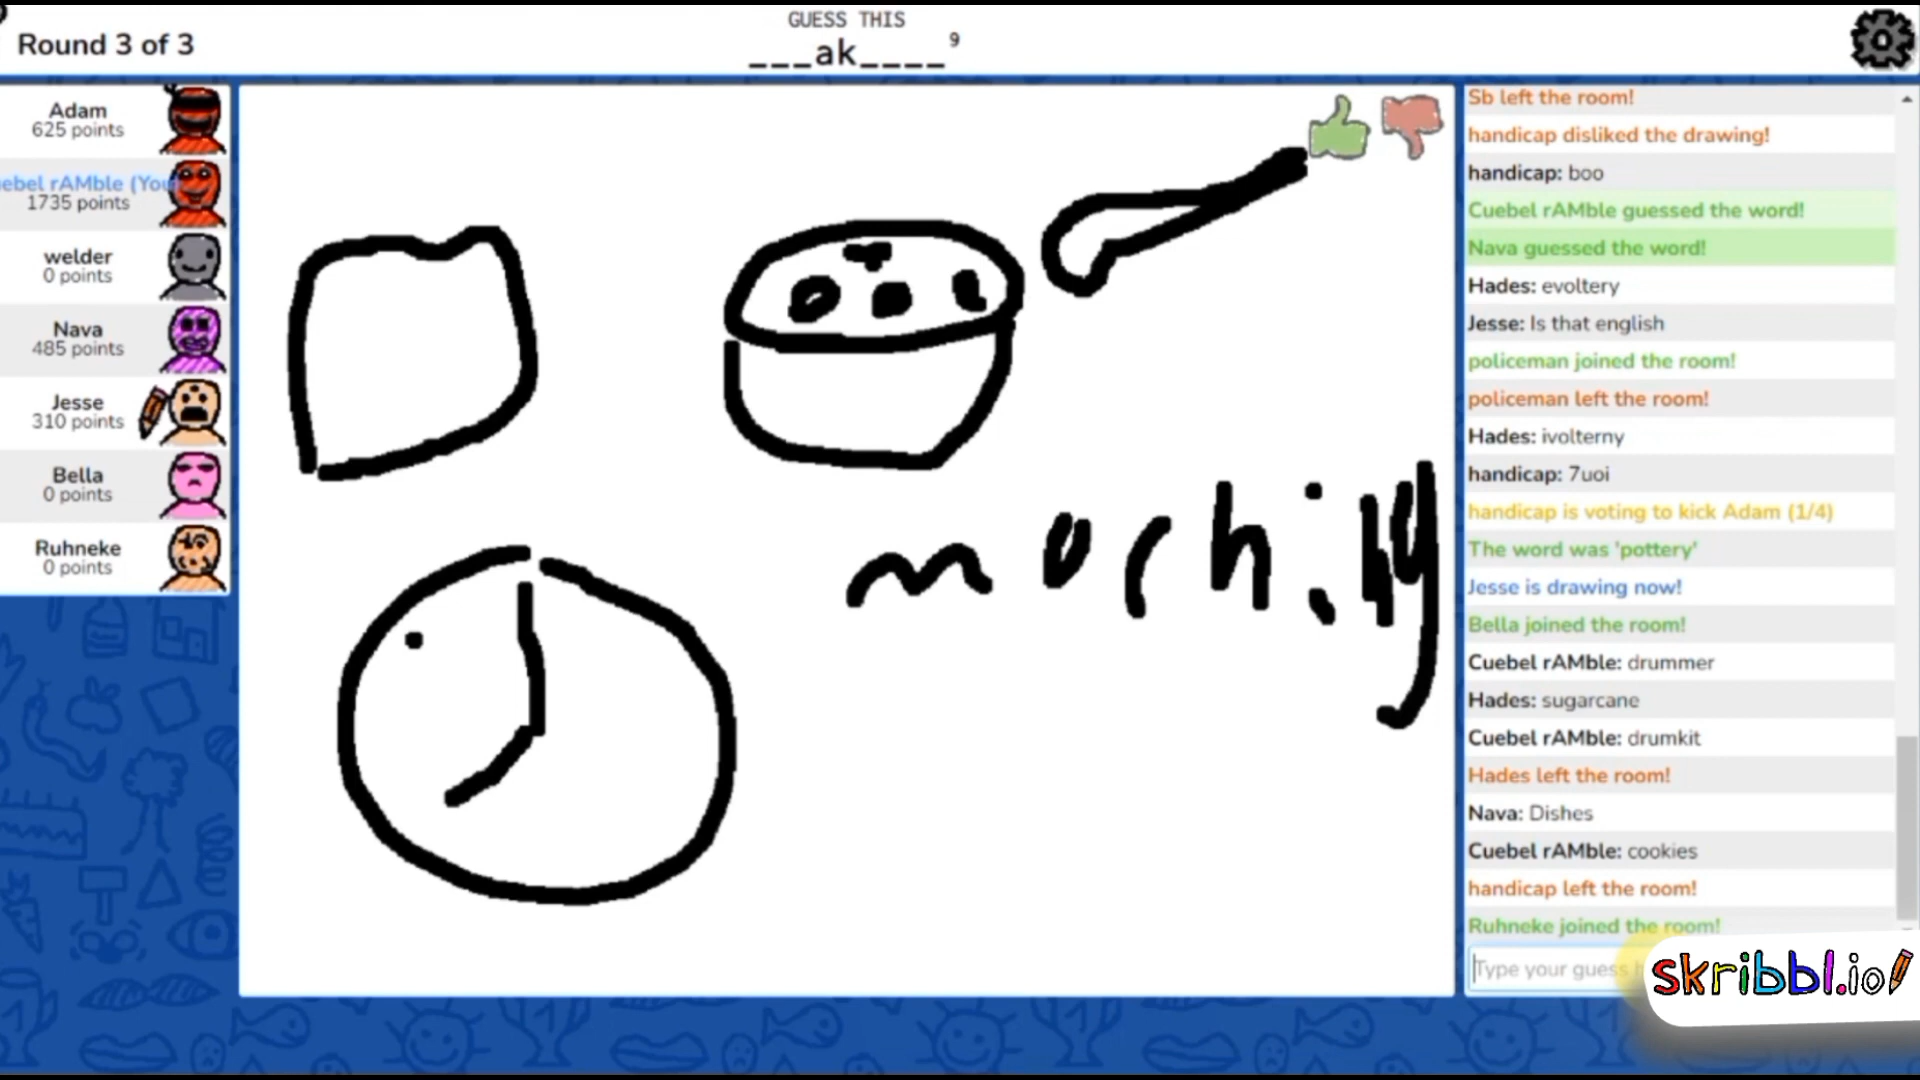 GUESS THIS
Round 3 of 3
___ak____ 9
Adam
625 points
ebel rAMble (You
1735 points
welder
0 points
Nava
485 points
Jesse
310 points
Bella
0 points
Ruhneke
0 points
morning
Sb left the room!
handicap disliked the drawing!
handicap: boo
Cuebel rAMble guessed the word!
Nava guessed the word!
Hades: evoltery
Jesse: Is that english
policeman joined the room!
policeman left the room!
Hades: ivolterny
handicap: 7uoi
handicap is voting to kick Adam (1/4)
The word was 'pottery'
Jesse is drawing now!
Bella joined the room!
Cuebel rAMble: drummer
Hades: sugarcane
Cuebel rAMble: drumkit
Hades left the room!
Nava: Dishes
Cuebel rAMble: cookies
handicap left the room!
Ruhneke joined the room!
Type your guess
skribbl.io